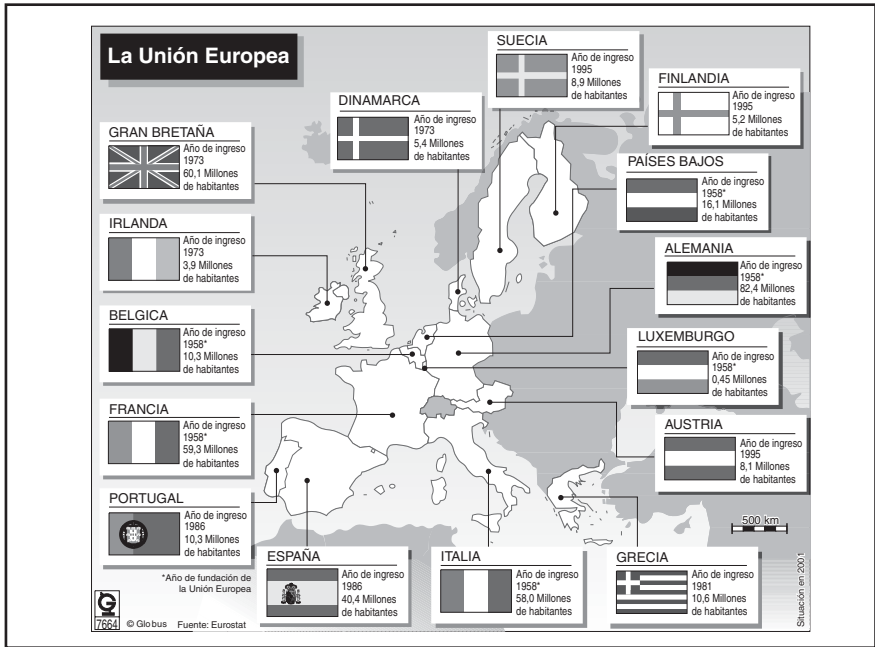 La Unión Europea
SUECIA
Año de ingreso
1995
8,9 Millones
de habitantes
FINLANDIA
Año de ingreso
1995
5,2 Millones
de habitantes
DINAMARCA
Año de ingreso
1973
5,4 Millones
de habitantes
GRAN BRETAÑA
Año de ingreso
1973
60,1 Millones
de habitantes
PAÍSES BAJOS
Año de ingreso
1958*
16,1 Millones
de habitantes
IRLANDA
Año de ingreso
1973
3,9 Millones
de habitantes
ALEMANIA
Año de ingreso
1958*
82,4 Millones
de habitantes
BELGICA
Año de ingreso
1958*
10,3 Millones
de habitantes
LUXEMBURGO
Año de ingreso
1958*
0,45 Millones
de habitantes
FRANCIA
Año de ingreso
1958*
59,3 Millones
de habitantes
AUSTRIA
Año de ingreso
1995
8,1 Millones
de habitantes
PORTUGAL
Año de ingreso
1986
10,3 Millones
de habitantes
500 km
ESPAÑA
Año de ingreso
1986
40,4 Millones
de habitantes
ITALIA
Año de ingreso
1958*
58,0 Millones
de habitantes
GRECIA
Año de ingreso
1981
10,6 Millones
de habitantes
*Año de fundación de
la Unión Europea
Situación en 2001
G
7664
© Globus Fuente: Eurostat